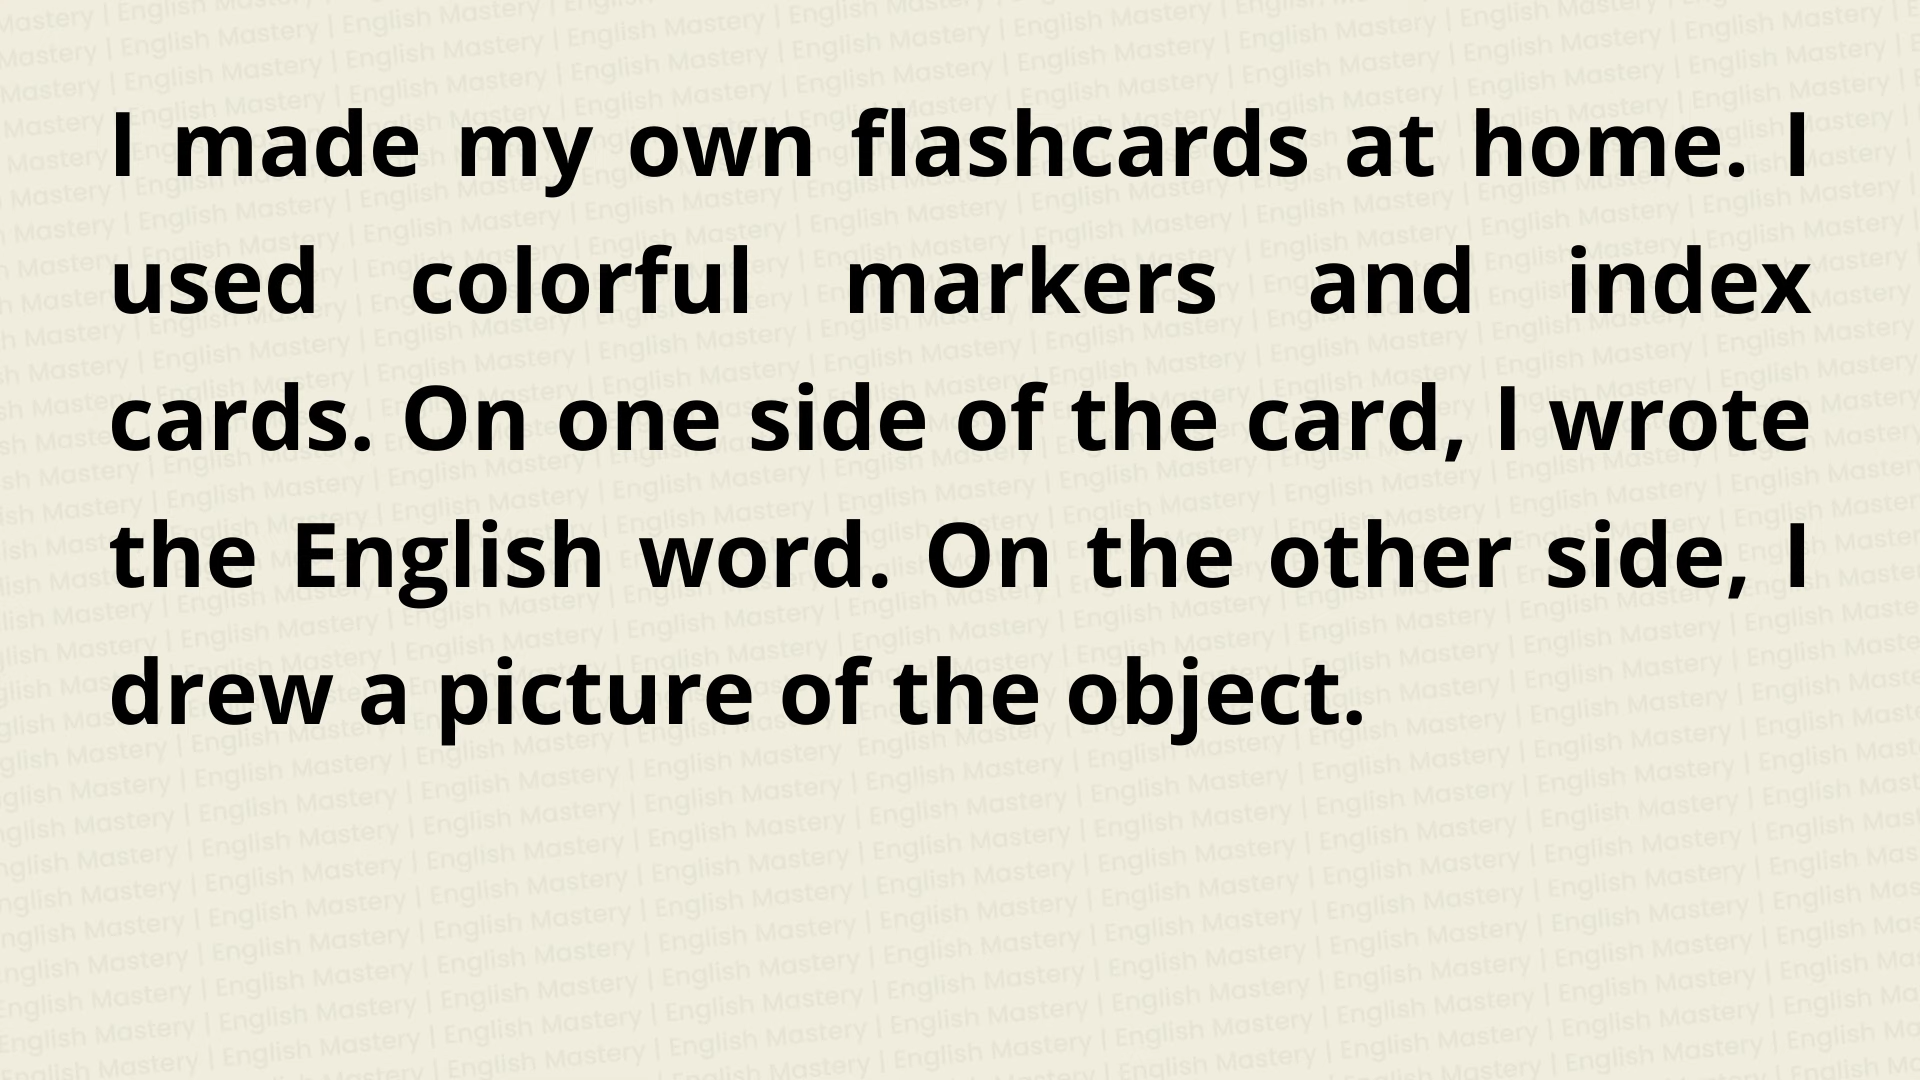 I made my own flashcards at home. I
used colorful markers and index
cards. On one side of the card, I wrote
the English word. On the other side, I
drew a picture of the object.